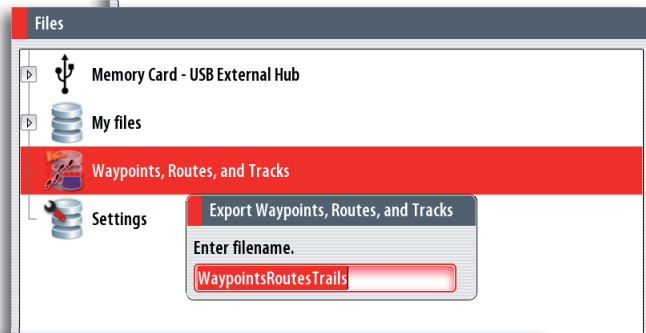 Files
Memory Card - USB External Hub
My files
Waypoints, Routes, and Tracks
Settings
Export Waypoints, Routes, and Tracks
Enter filename.
WaypointsRoutesTrails